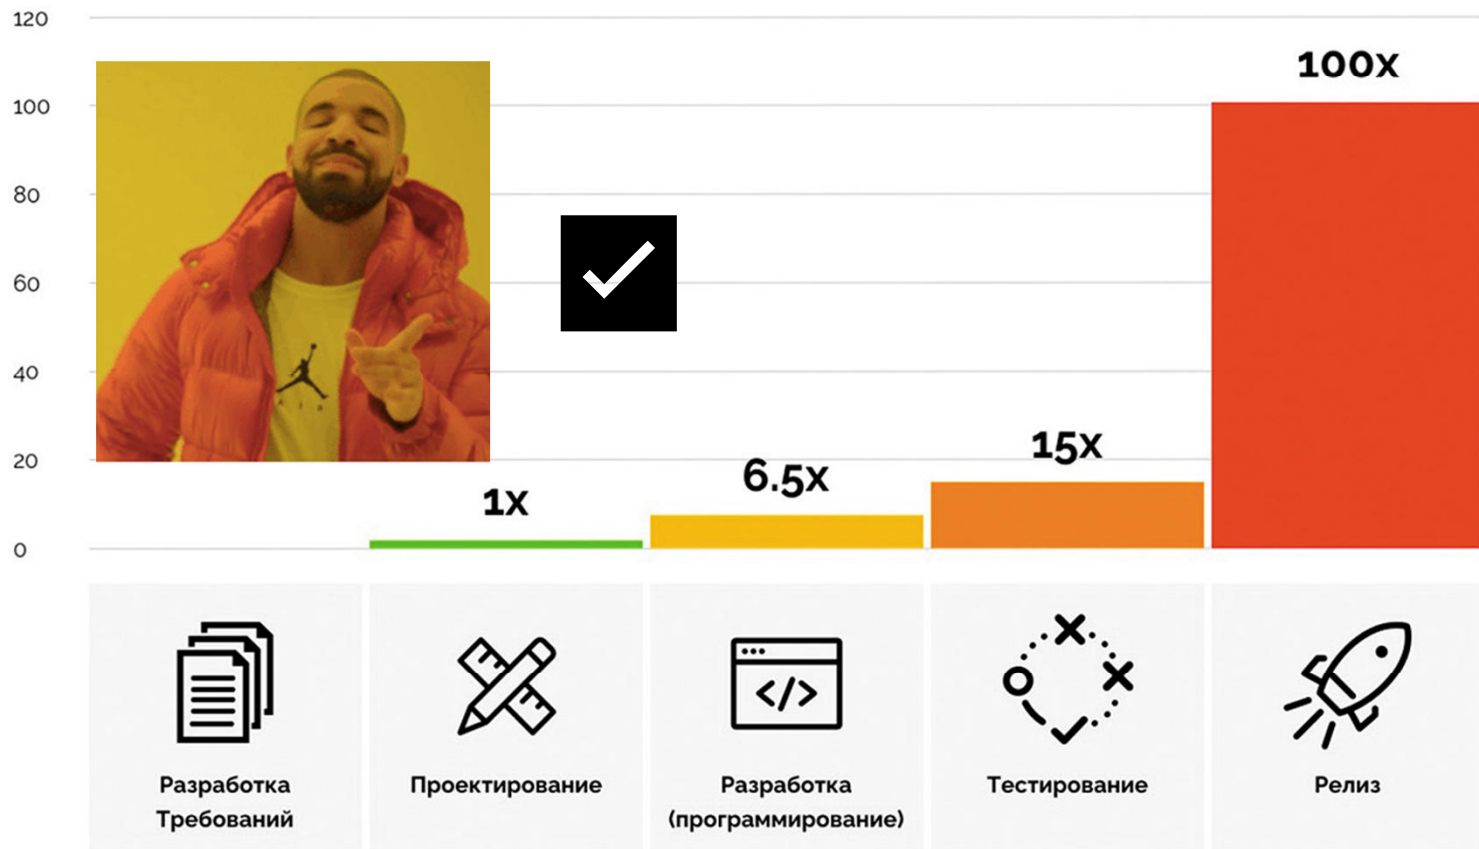 120
100
80
60
40
20
0
100x
15x
6.5x
1x
AIR
</>
Разработка
Требований
Проектирование
Разработка
(программирование)
Тестирование
Релиз